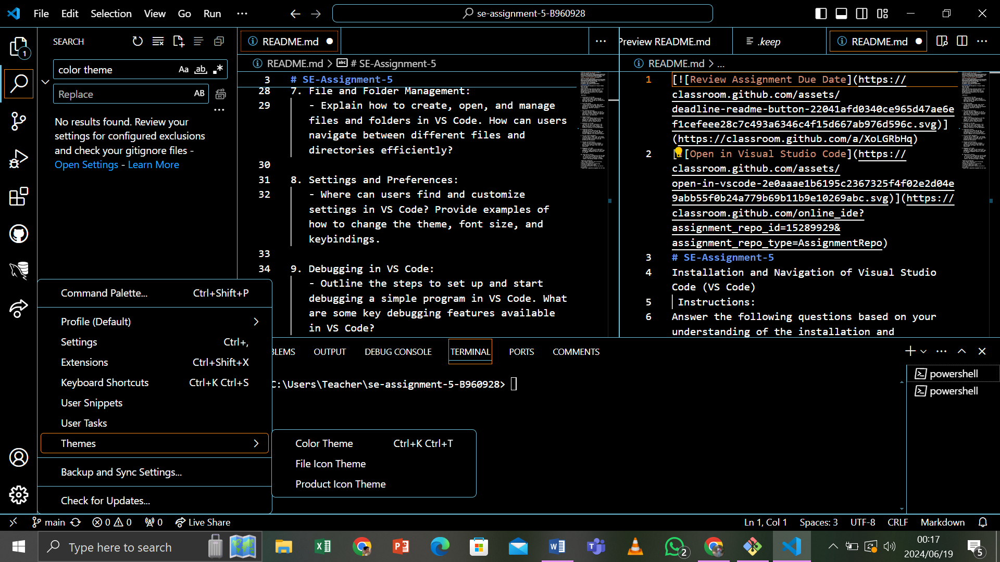 File Edit Selection View Go Run
se-assignment-5-B960928
SEARCH
color theme
Aa ab
Replace
AB
No results found. Review your
settings for configured exclusions
and check your gitignore files -
Open Settings - Learn More
1
README.md
README.md > # SE-Assignment-5
3 # SE-Assignment-5
28 7. File and Folder Management:
29 - Explain how to create, open, and manage
files and folders in VS Code. How can users
navigate between different files and
directories efficiently?
30
31 8. Settings and Preferences:
32 - Where can users find and customize
settings in VS Code? Provide examples of
how to change the theme, font size, and
keybindings.
33
34 9. Debugging in VS Code:
- Outline the steps to set up and start
debugging a simple program in VS Code. What
are some key debugging features available
in VS Code?
Preview README.md
.keep
README.md
README.md > ...
1 [![Review Assignment Due Date](https://
classroom.github.com/assets/
deadline-readme-button-22041afd0340ce965d47ae6e
f1cefeee28c7c493a6346c4f15d667ab976d596c.svg)]
(https://classroom.github.com/a/XoLGRbHq)
2 [![Open in Visual Studio Code](https://
classroom.github.com/assets/
open-in-vscode-2e0aaae1b6195c2367325f4f02e2d04e
9abb55f0b24a779b69b11b9e10269abc.svg)](https://
classroom.github.com/online_ide?
assignment_repo_id=15289929&
assignment_repo_type=AssignmentRepo)
3 # SE-Assignment-5
4 Installation and Navigation of Visual Studio
Code (VS Code)
5 Instructions:
6 Answer the following questions based on your
understanding of the installation and
Command Palette... Ctrl+Shift+P
Profile (Default)
Settings Ctrl+,
Extensions Ctrl+Shift+X
Keyboard Shortcuts Ctrl+K Ctrl+S
User Snippets
User Tasks
Themes
Backup and Sync Settings...
Check for Updates...
Color Theme Ctrl+K Ctrl+T
File Icon Theme
Product Icon Theme
BLEMS OUTPUT DEBUG CONSOLE TERMINAL PORTS COMMENTS
C:\Users\Teacher\se-assignment-5-B960928>
powershell
powershell
main 0 0 0 Live Share
Ln 1, Col 1 Spaces: 3 UTF-8 CRLF Markdown
Type here to search
2
00:17
2024/06/19
5